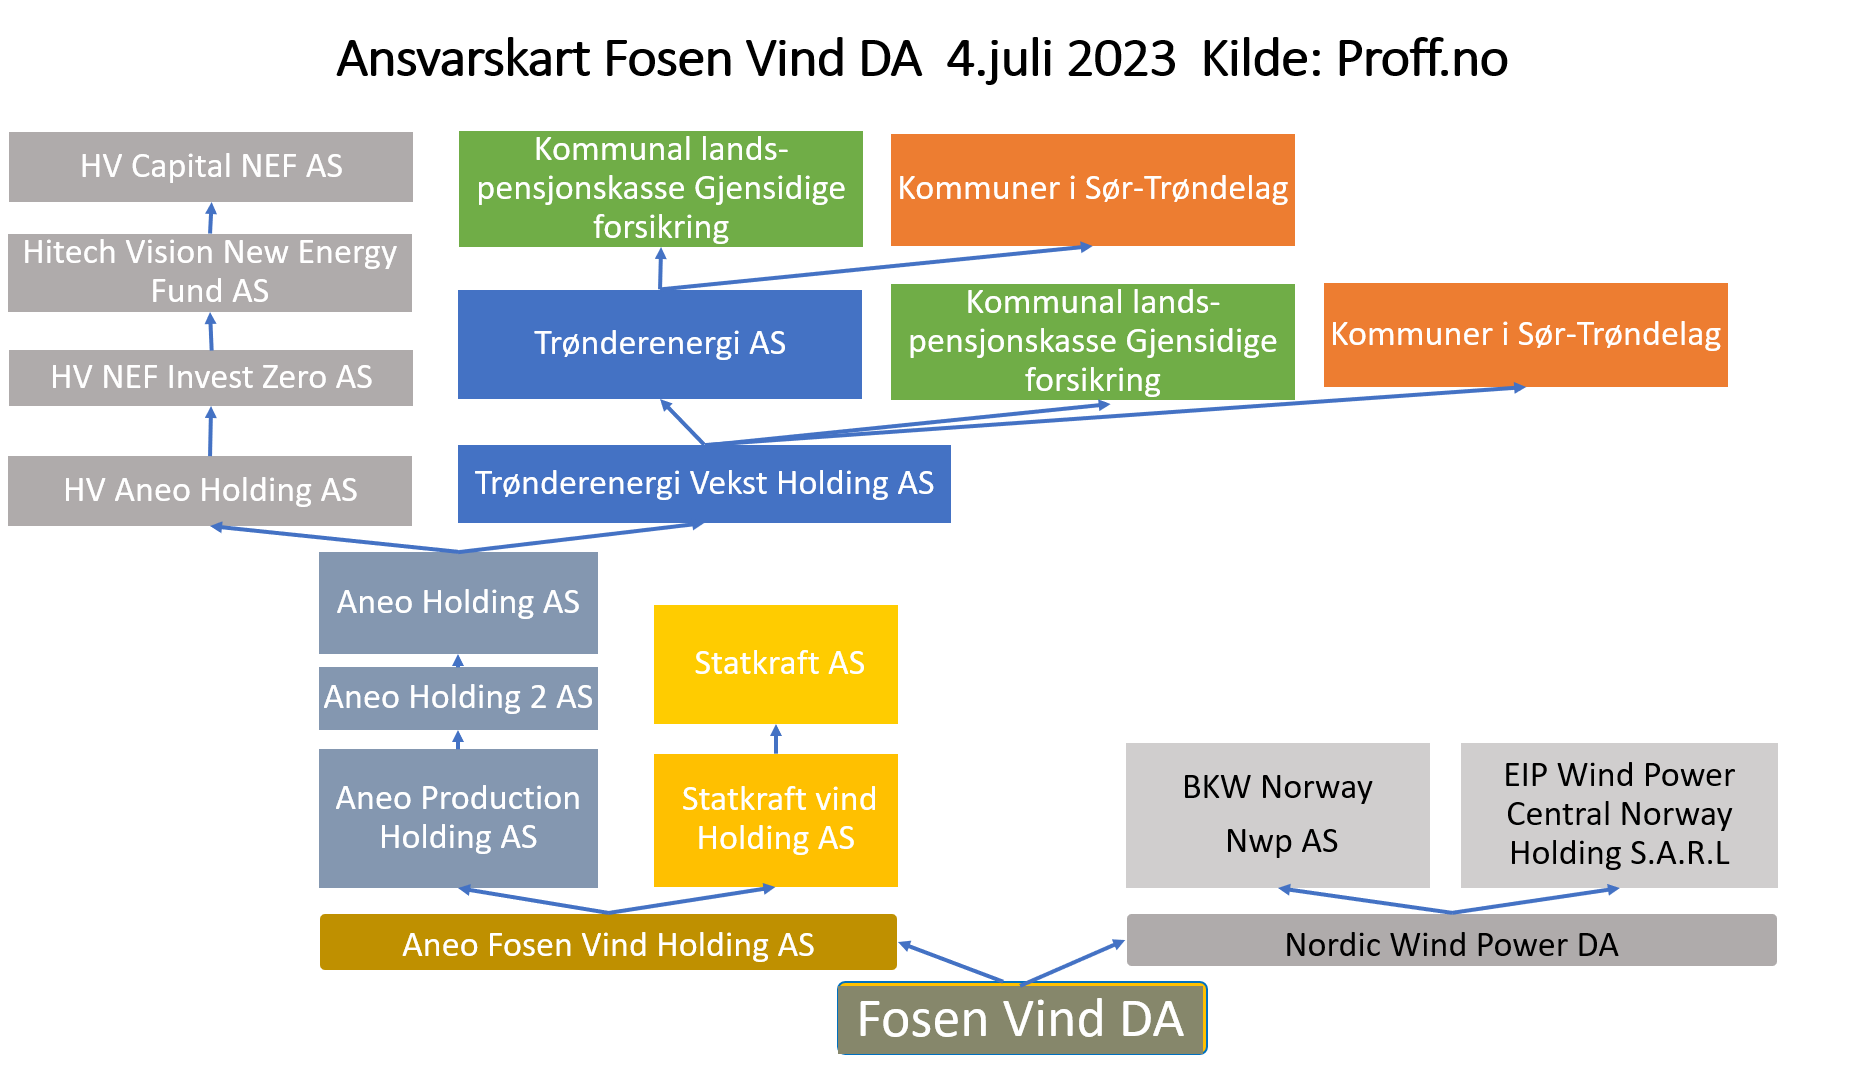 Ansvarskart Fosen Vind DA  4.juli 2023  Kilde: Proff.no
HV Capital NEF AS
Kommunal lands-
pensjonskasse Gjensidige
forsikring
Kommuner i Sør-Trøndelag
Hitech Vision New Energy
Fund AS
Trønderenergi AS
Kommunal lands-
pensjonskasse Gjensidige
forsikring
Kommuner i Sør-Trøndelag
HV NEF Invest Zero AS
HV Aneo Holding AS
Trønderenergi Vekst Holding AS
Aneo Holding AS
Statkraft AS
Aneo Holding 2 AS
Aneo Production
Holding AS
Statkraft vind
Holding AS
BKW Norway
Nwp AS
EIP Wind Power
Central Norway
Holding S.A.R.L
Aneo Fosen Vind Holding AS
Nordic Wind Power DA
Fosen Vind DA